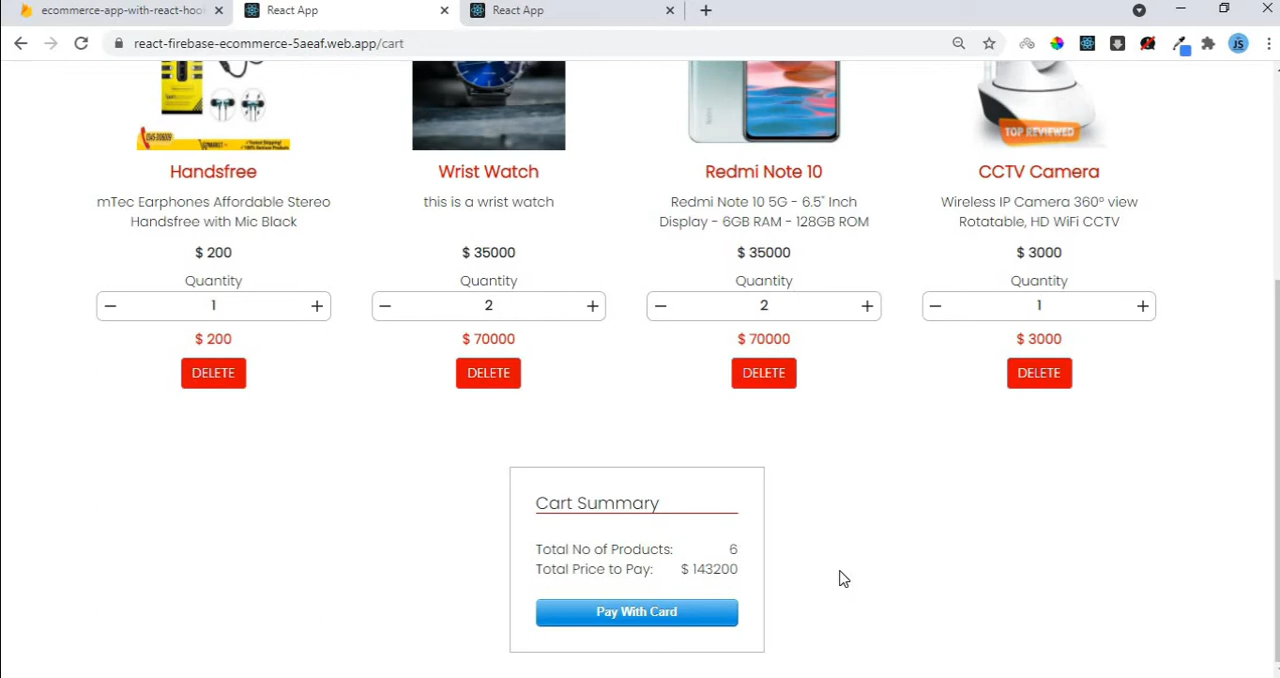 ecommerce-app-with-react-hoo
React App
React App
react-firebase-ecommerce-5aeaf.web.app/cart
JS
TOP REVIEWED
Handsfree
Wrist Watch
Redmi Note 10
CCTV Camera
mTec Earphones Affordable Stereo
Handsfree with Mic Black
this is a wrist watch
Redmi Note 10 5G - 6.5" Inch
Display - 6GB RAM - 128GB ROM
Wireless IP Camera 360° view
Rotatable, HD WiFi CCTV
$ 200
$ 35000
$ 35000
$ 3000
Quantity
Quantity
Quantity
Quantity
− 1 +
− 2 +
− 2 +
− 1 +
$ 200
$ 70000
$ 70000
$ 3000
DELETE
DELETE
DELETE
DELETE
Cart Summary
Total No of Products: 6
Total Price to Pay: $ 143200
Pay With Card